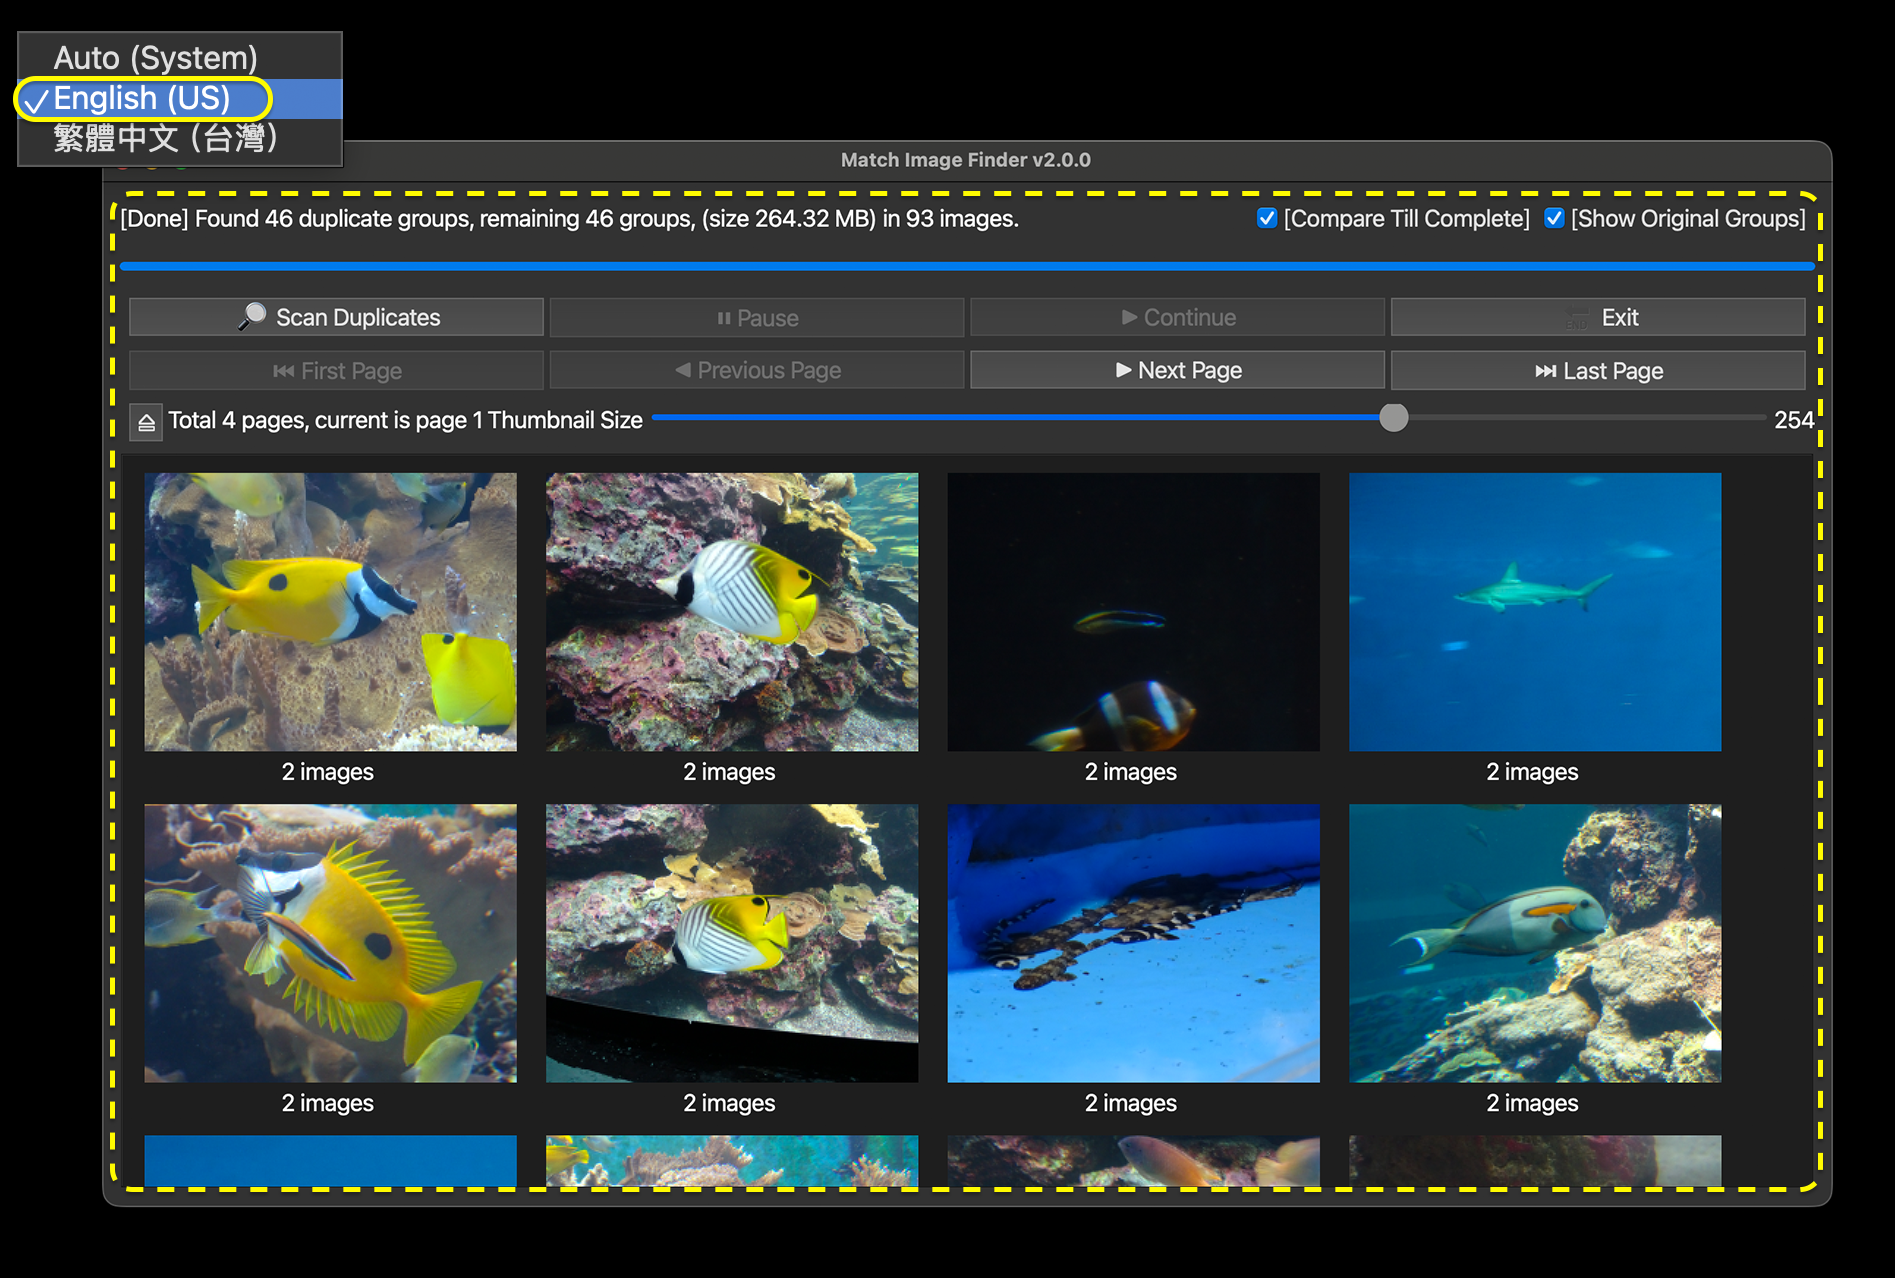 Auto (System)
✓English (US)
繁體中文 (台灣)
Match Image Finder v2.0.0
[Done] Found 46 duplicate groups, remaining 46 groups, (size 264.32 MB) in 93 images.
[Compare Till Complete] [Show Original Groups]
Scan Duplicates
Pause
Continue
END Exit
First Page
Previous Page
Next Page
Last Page
Total 4 pages, current is page 1 Thumbnail Size 254
2 images
2 images
2 images
2 images
2 images
2 images
2 images
2 images